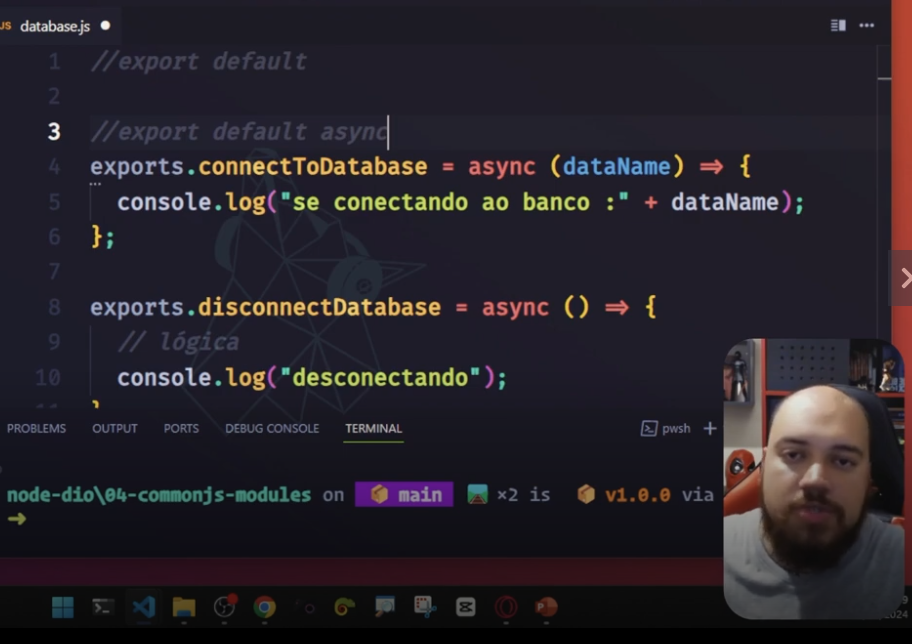 JS database.js
1 //export default
2
3 //export default async
4 exports.connectToDatabase = async (dataName) => {
5 console.log("se conectando ao banco :" + dataName);
6 };
7
8 exports.disconnectDatabase = async () => {
9 // lógica
10 console.log("desconectando");
}
PROBLEMS OUTPUT PORTS DEBUG CONSOLE TERMINAL pwsh
node-dio\04-commonjs-modules on main ×2 is v1.0.0 via
2024